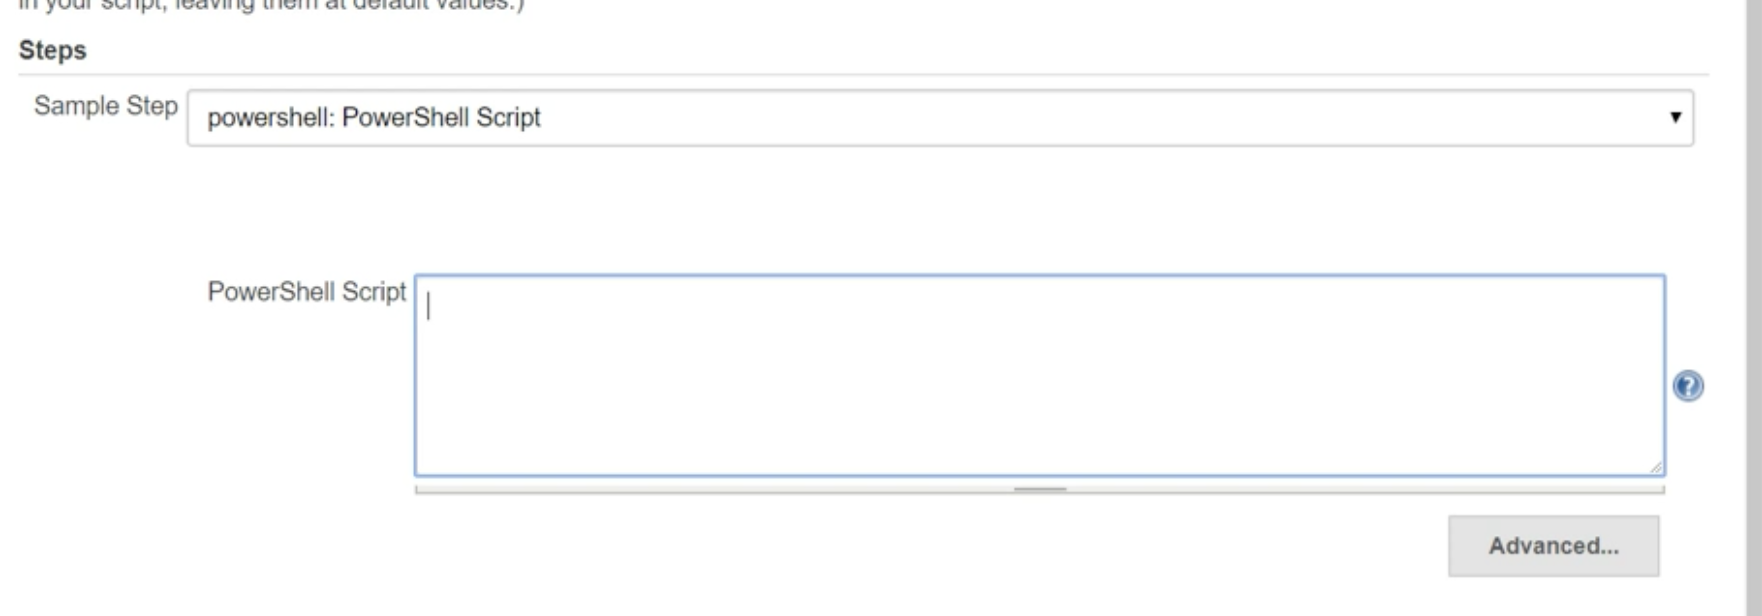 in your script, leaving them at default values.)
Steps
Sample Step powershell: PowerShell Script
PowerShell Script
Advanced...